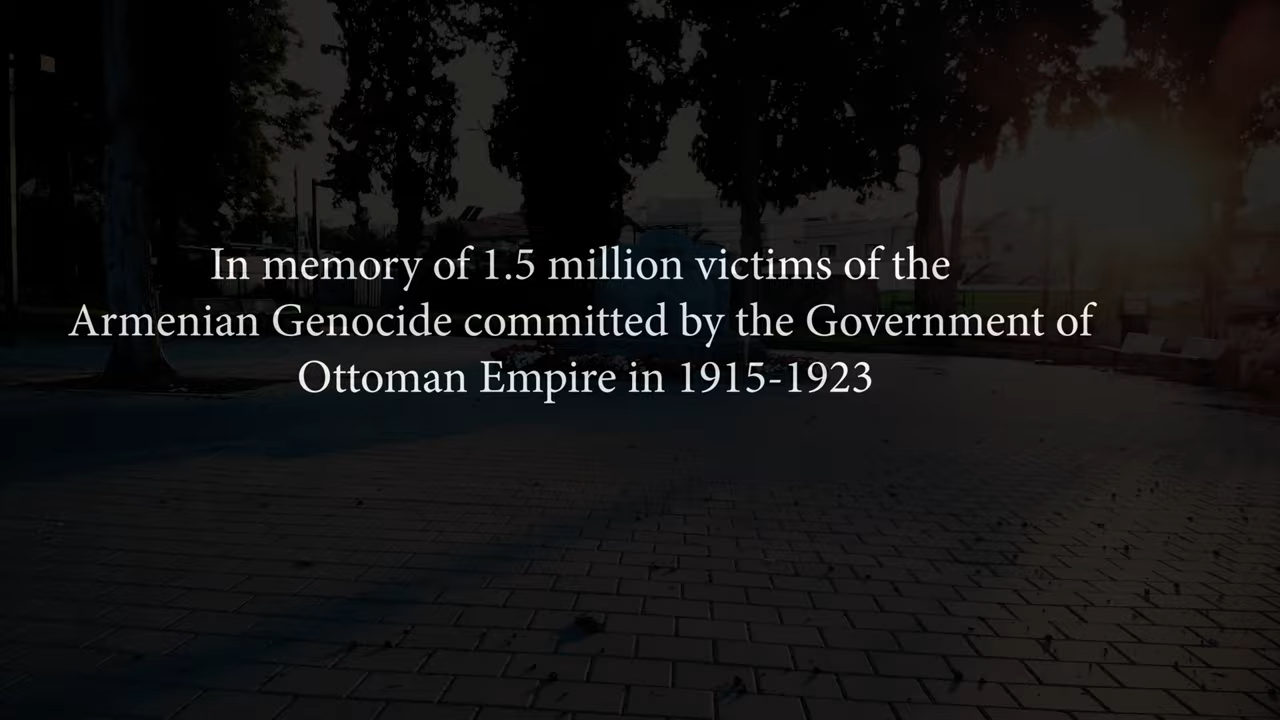 In memory of 1.5 million victims of the
Armenian Genocide committed by the Government of
Ottoman Empire in 1915-1923